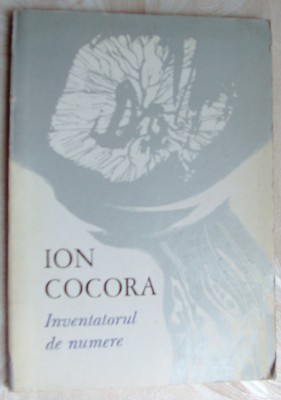 ION
COCORA
Inventatorul
de numere